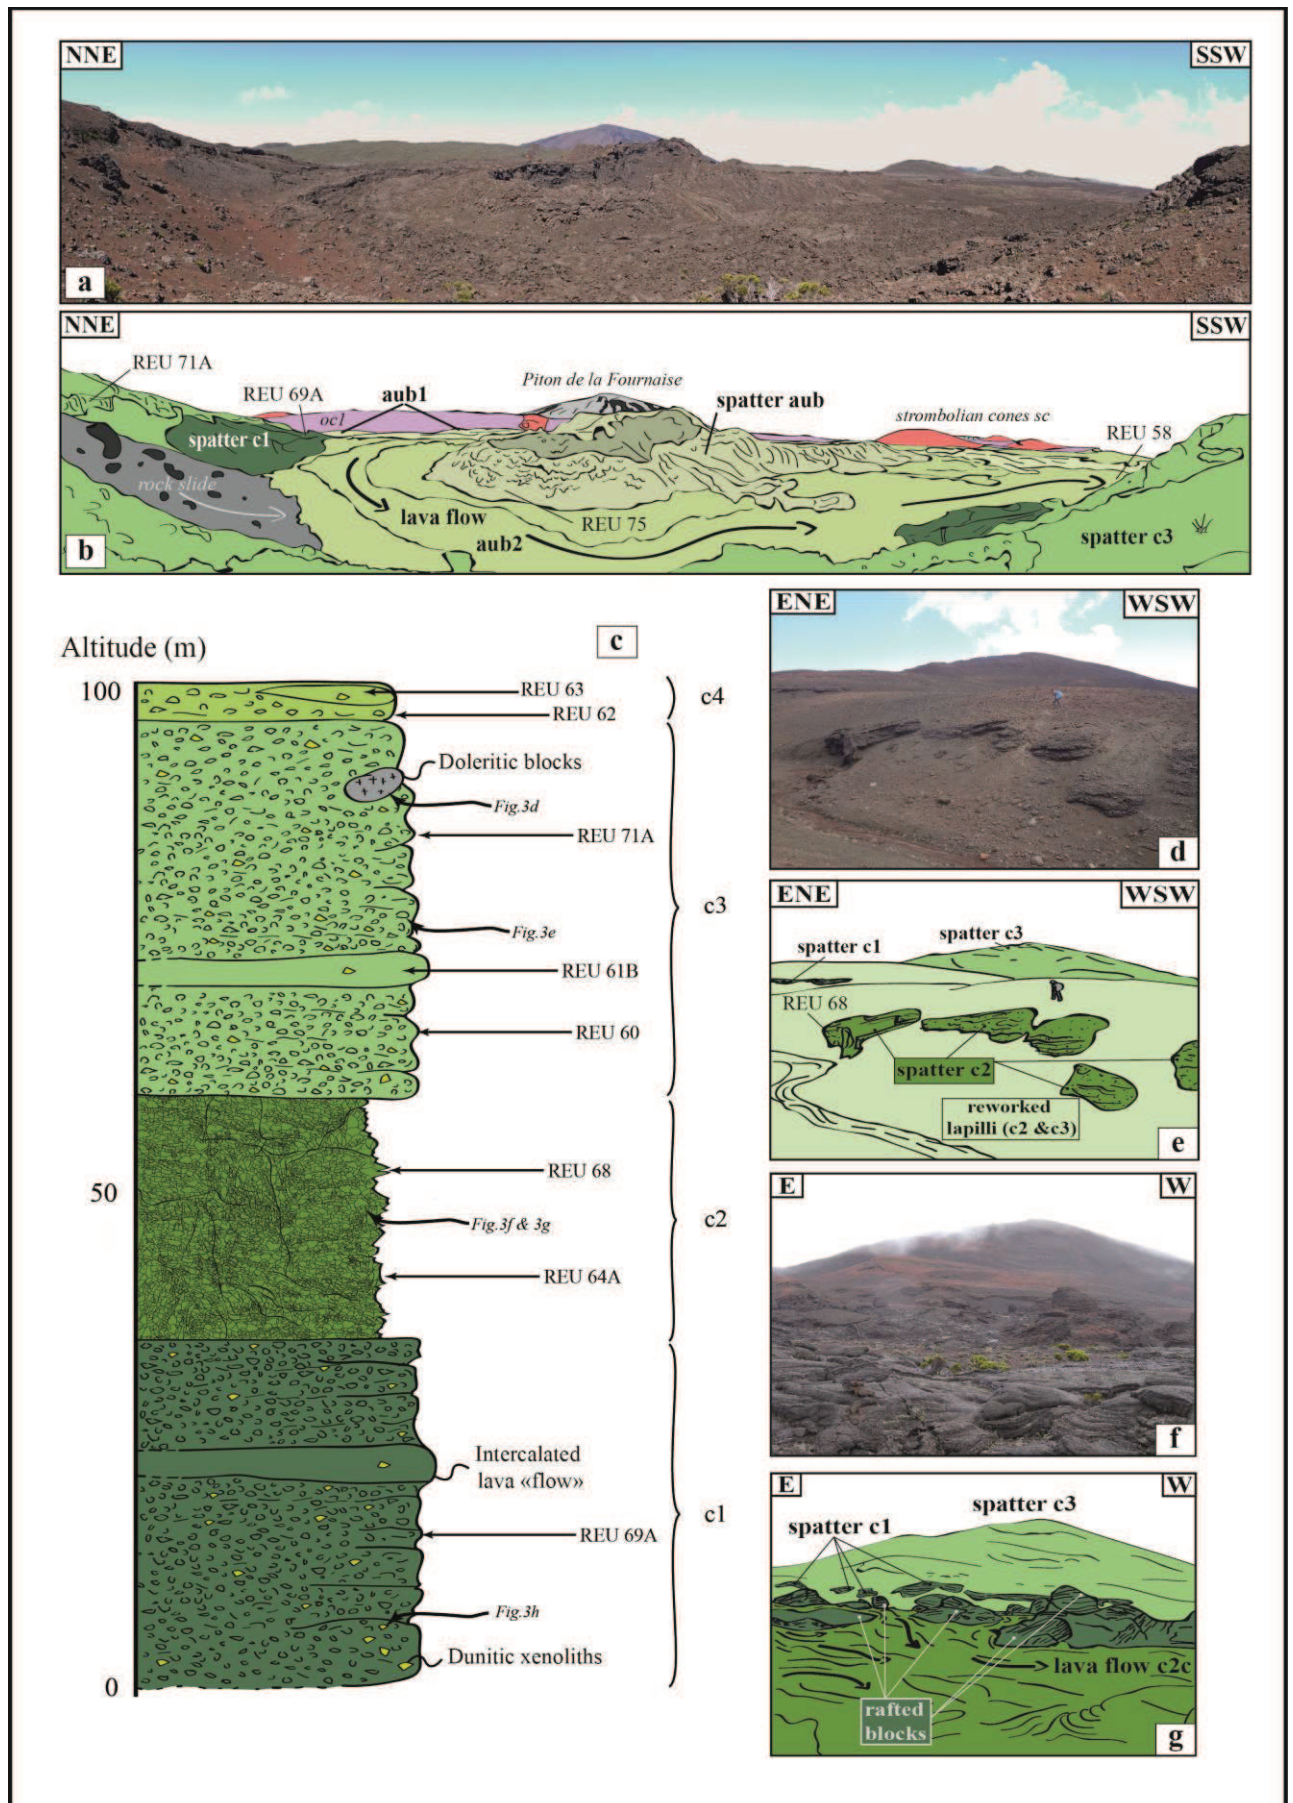 NNE
SSW
a
NNE
SSW
REU 71A
REU 69A
aub1
Piton de la Fournaise
spatter aub
oc1
strombolian cones sc
REU 58
spatter c1
rock slide
lava flow
REU 75
aub2
spatter c3
b
Altitude (m)
c
100
50
0
REU 63
REU 62
c4
Doleritic blocks
Fig.3d
REU 71A
c3
Fig.3e
REU 61B
REU 60
REU 68
c2
Fig.3f & 3g
REU 64A
Intercalated
lava «flow»
c1
REU 69A
Fig.3h
Dunitic xenoliths
ENE
WSW
d
ENE
WSW
spatter c3
spatter c1
REU 68
spatter c2
reworked
lapilli (c2 &c3)
e
E
W
f
E
W
spatter c3
spatter c1
lava flow c2c
rafted
blocks
g